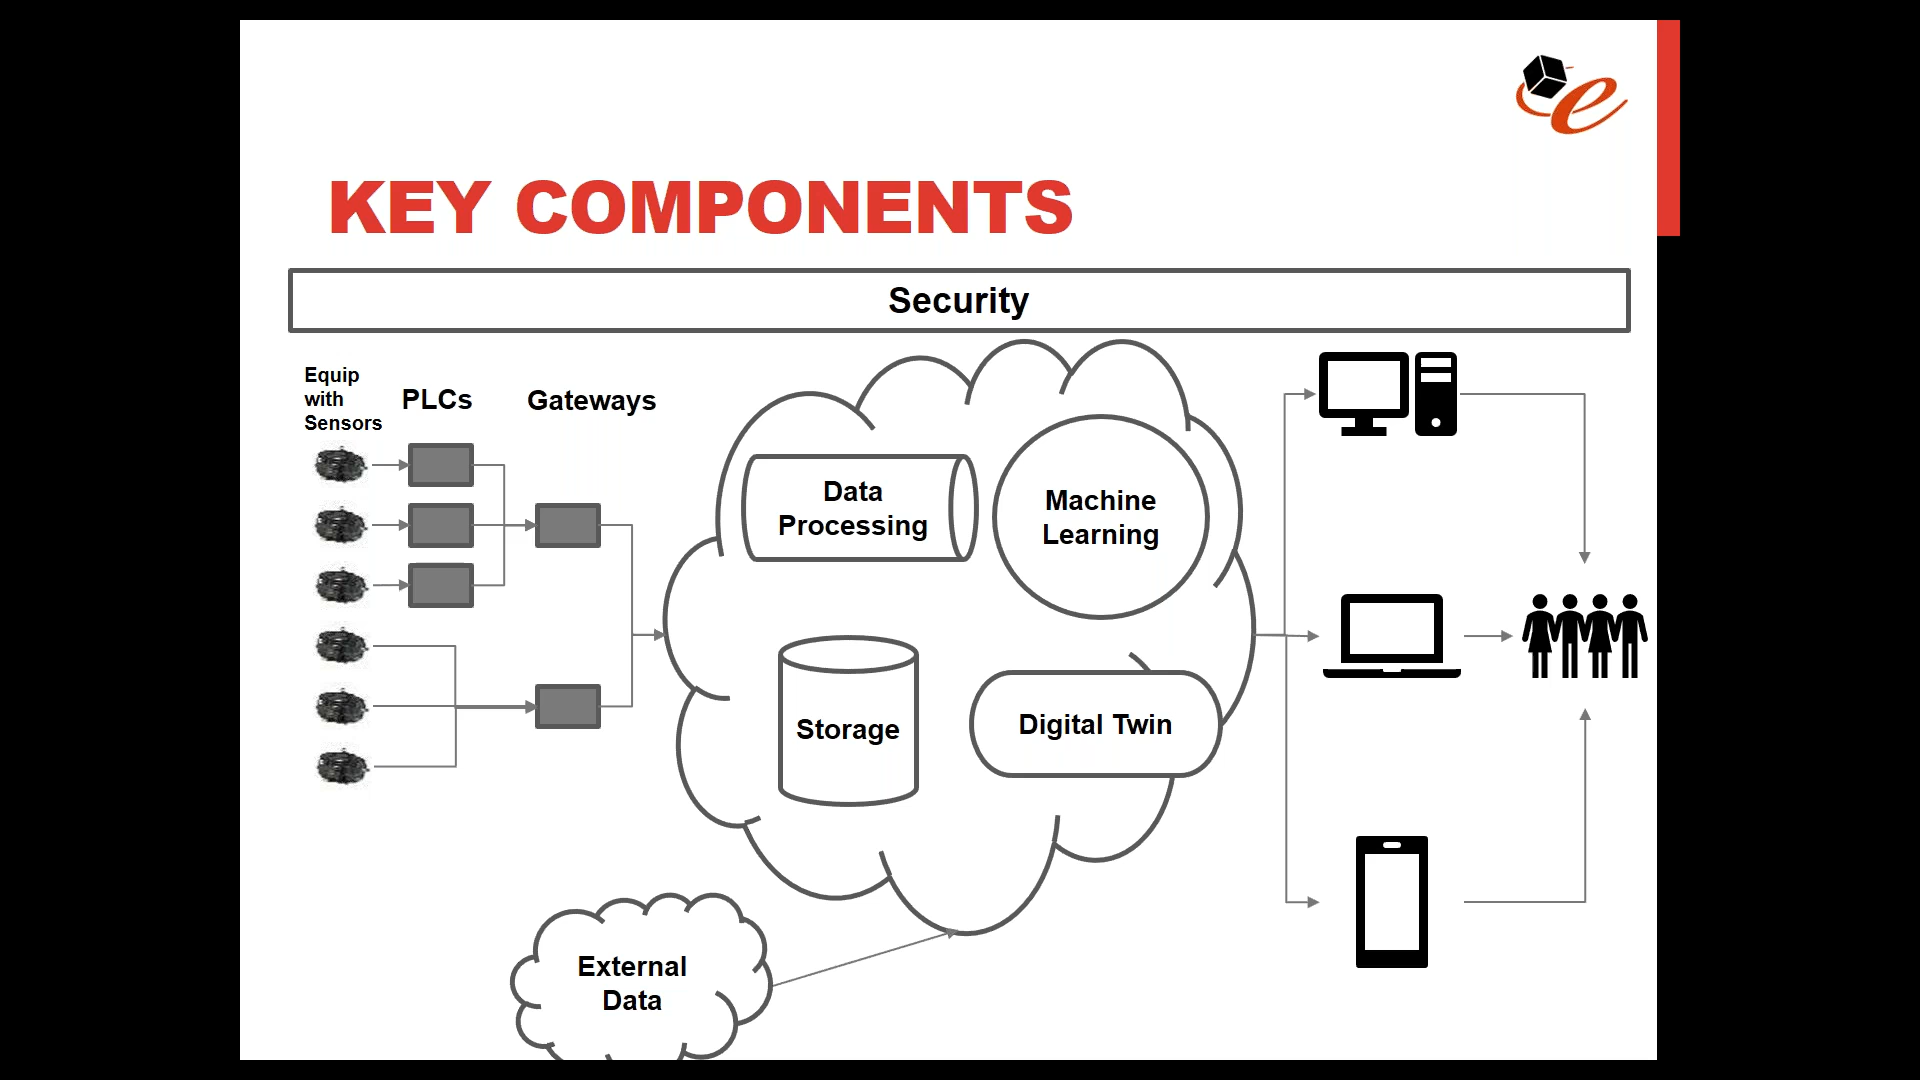 KEY COMPONENTS
Security
Equip
with
Sensors
PLCs
Gateways
Data
Processing
Machine
Learning
Storage
Digital Twin
External
Data